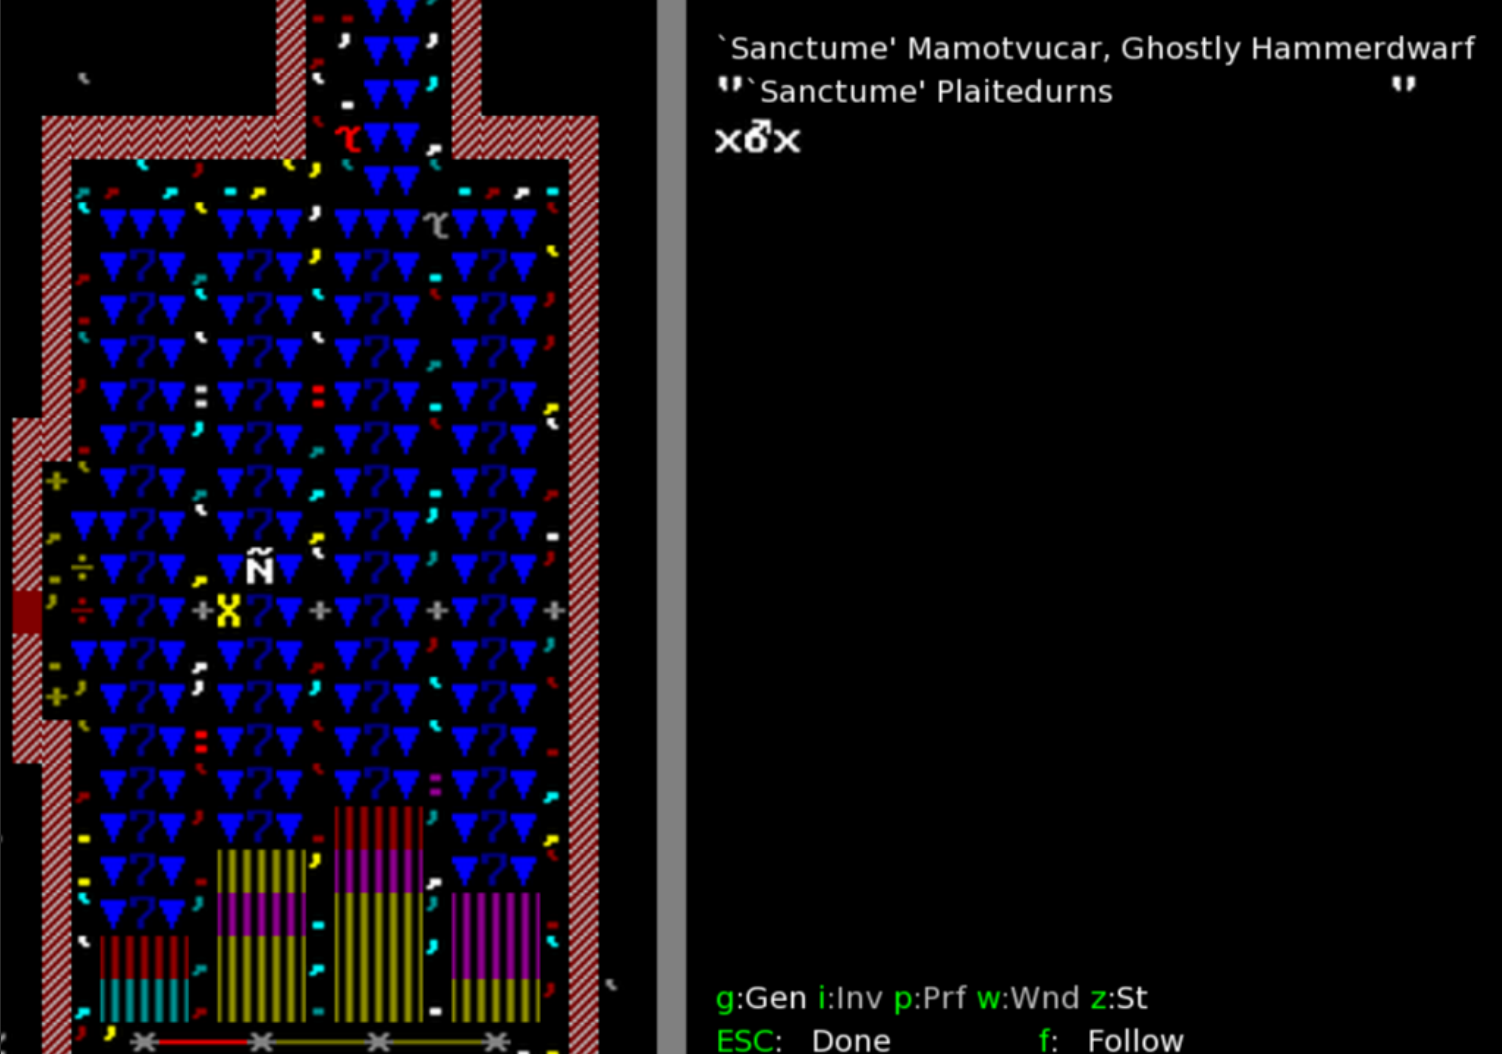 `Sanctume' Mamotvucar, Ghostly Hammerdwarf
"`Sanctume' Plaitedurns "
x♂x
g:Gen i:Inv p:Prf w:Wnd z:St
ESC: Done f: Follow